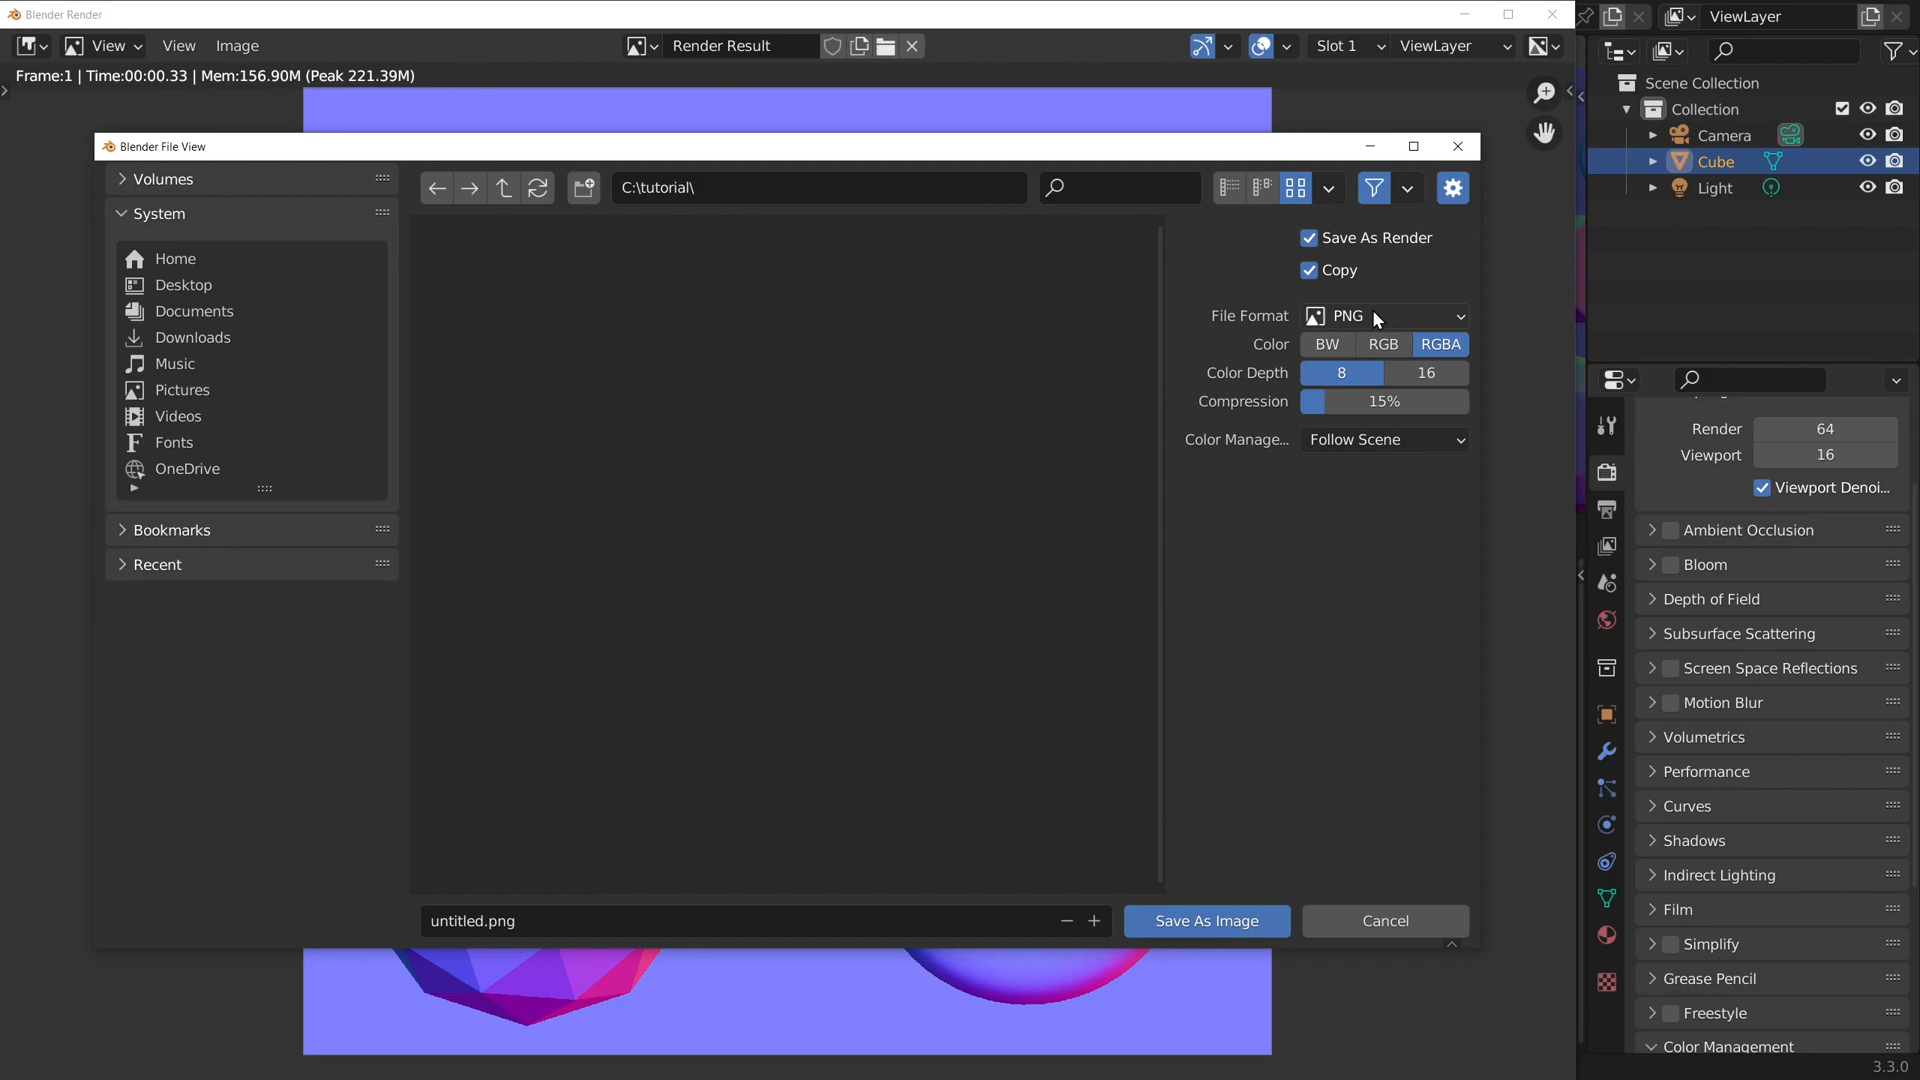 Blender Render
View View Image Render Result Slot 1 ViewLayer
Frame:1 | Time:00:00.33 | Mem:156.90M (Peak 221.39M)
Blender File View
Volumes
System
Home
Desktop
Documents
Downloads
Music
Pictures
Videos
Fonts
OneDrive
Bookmarks
Recent
C:\tutorial\
Save As Render
Copy
File Format PNG
Color BW RGB RGBA
Color Depth 8 16
Compression 15%
Color Manage... Follow Scene
untitled.png
Save As Image Cancel
ViewLayer
Scene Collection
Collection
Camera
Cube
Light
Render 64
Viewport 16
Viewport Denoi...
Ambient Occlusion
Bloom
Depth of Field
Subsurface Scattering
Screen Space Reflections
Motion Blur
Volumetrics
Performance
Curves
Shadows
Indirect Lighting
Film
Simplify
Grease Pencil
Freestyle
Color Management
3.3.0